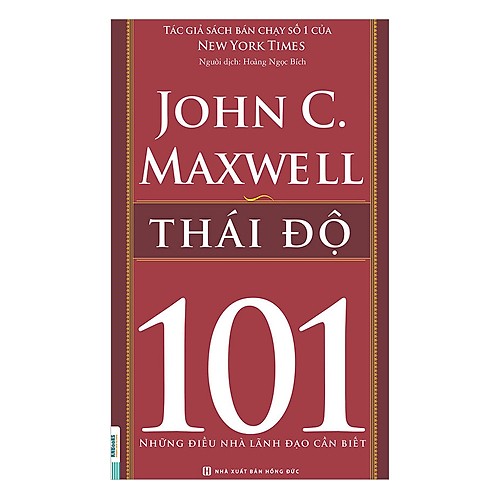 TÁC GIẢ SÁCH BÁN CHẠY SỐ 1 CỦA
NEW YORK TIMES
Người dịch: Hoàng Ngọc Bích
JOHN C.
MAXWELL
THÁI ĐỘ
101
NHỮNG ĐIỀU NHÀ LÃNH ĐẠO CẦN BIẾT
NHÀ XUẤT BẢN HỒNG ĐỨC